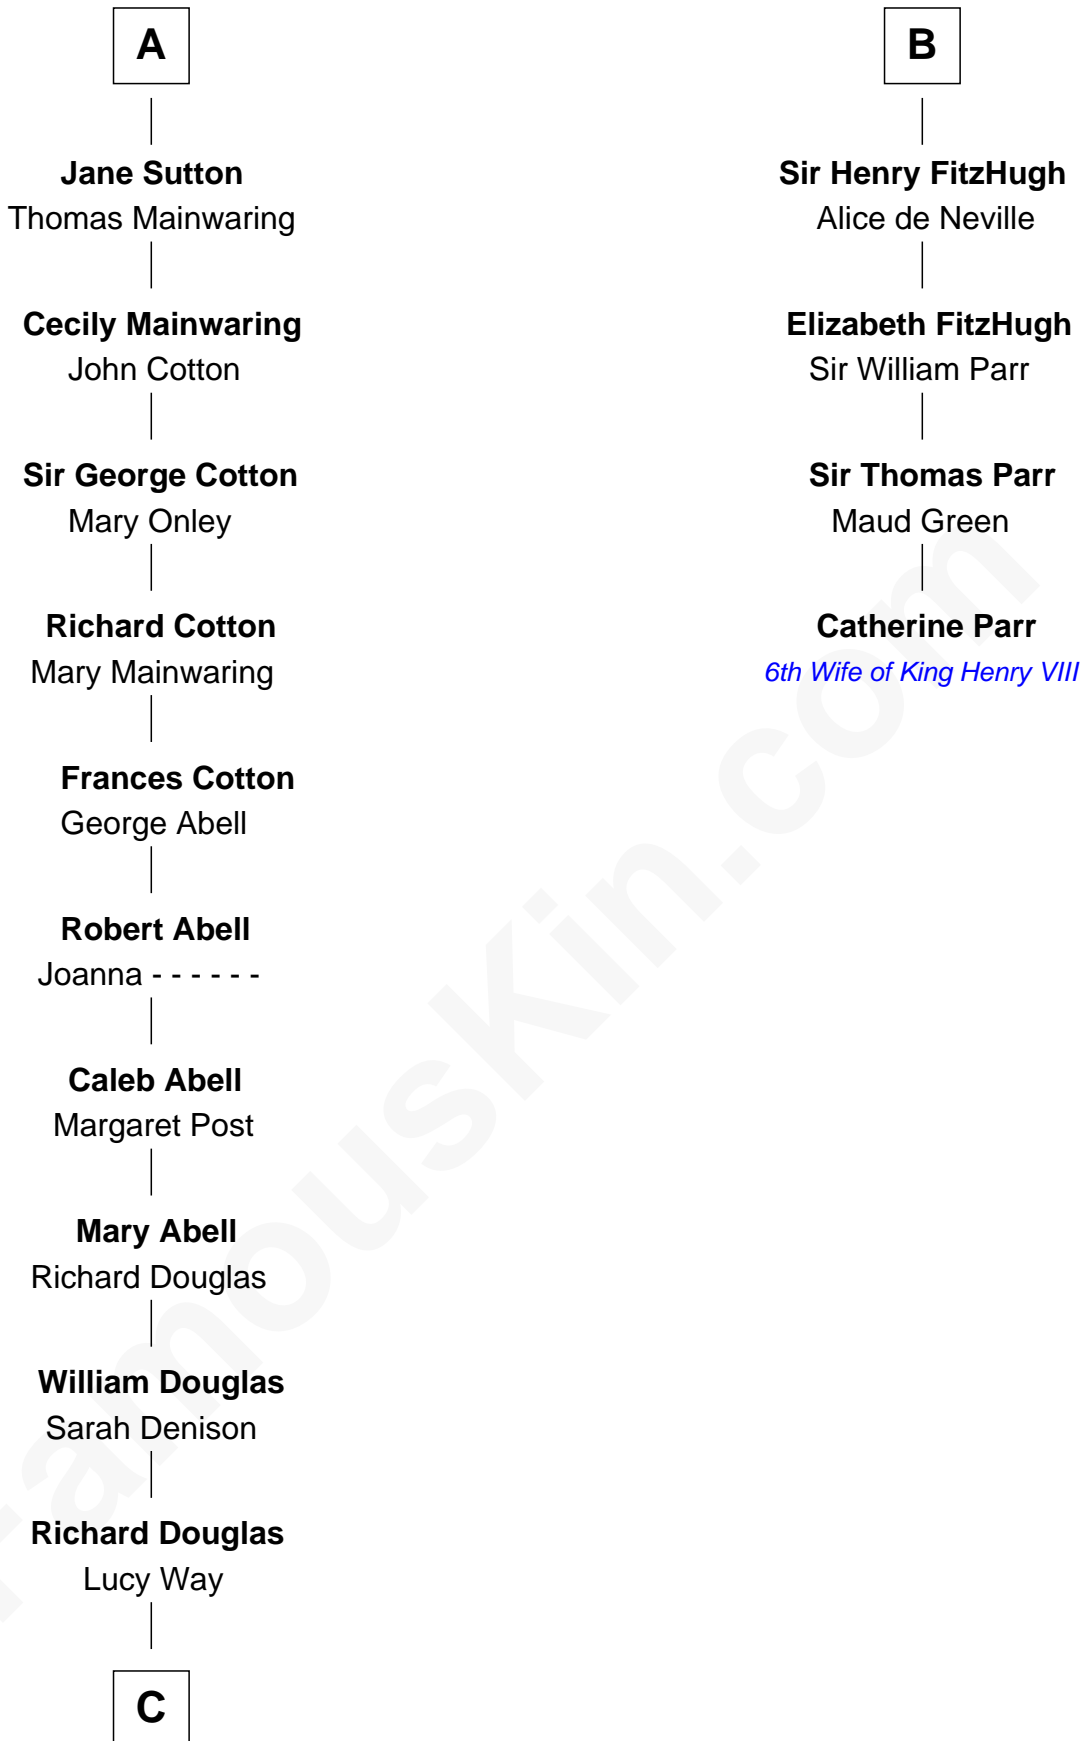 A
Jane Sutton
Thomas Mainwaring
Cecily Mainwaring
John Cotton
Sir George Cotton
Mary Onley
Richard Cotton
Mary Mainwaring
Frances Cotton
George Abell
Robert Abell
Joanna - - - - - -
Caleb Abell
Margaret Post
Mary Abell
Richard Douglas
William Douglas
Sarah Denison
Richard Douglas
Lucy Way
C
B
Sir Henry FitzHugh
Alice de Neville
Elizabeth FitzHugh
Sir William Parr
Sir Thomas Parr
Maud Green
Catherine Parr
6th Wife of King Henry VIII
FamousKin.com